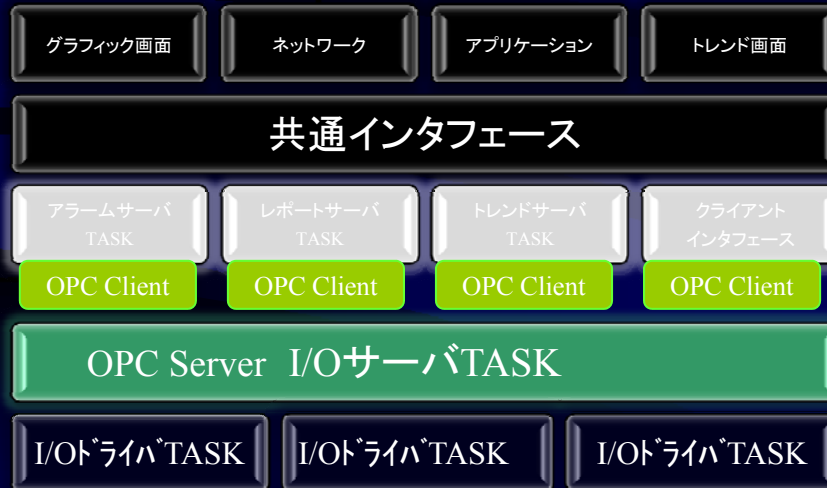 グラフィック画面
ネットワーク
アプリケーション
トレンド画面
共通インタフェース
アラームサーバ
TASK
レポートサーバ
TASK
トレンドサーバ
TASK
クライアント
インタフェース
OPC Client
OPC Client
OPC Client
OPC Client
OPC Server I/OサーバTASK
I/OﾄﾞﾗｲﾊﾞTASK
I/OﾄﾞﾗｲﾊﾞTASK
I/OﾄﾞﾗｲﾊﾞTASK